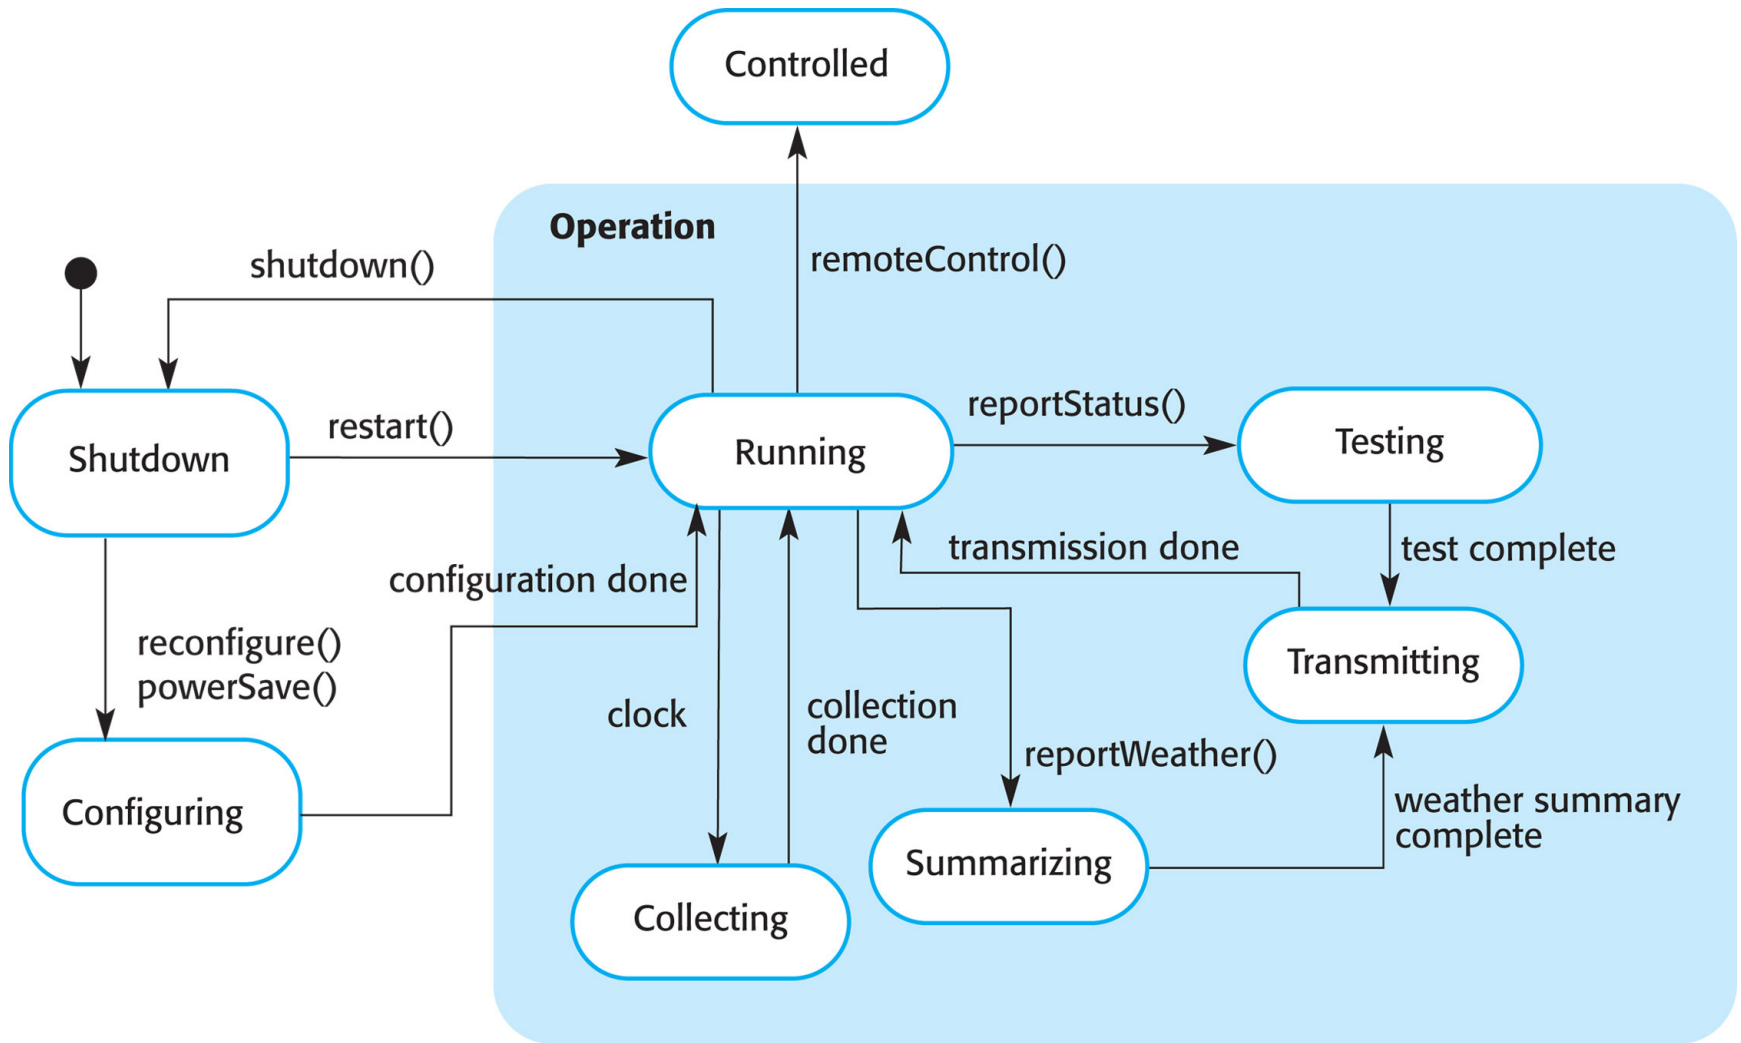 Controlled
Operation
shutdown()
remoteControl()
restart()
reportStatus()
Shutdown
Running
Testing
configuration done
transmission done
test complete
reconfigure()
powerSave()
Transmitting
clock
collection
done
reportWeather()
weather summary
complete
Configuring
Summarizing
Collecting